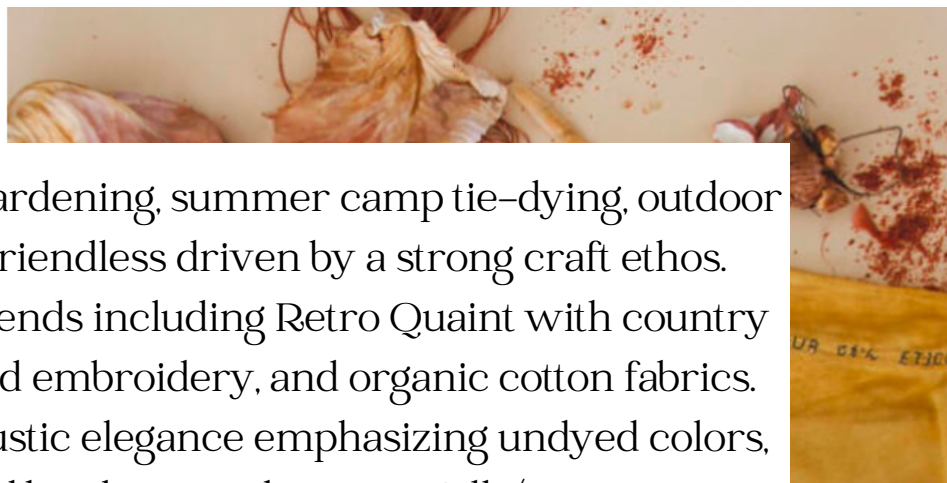 ardening, summer camp tie-dying, outdoor
riendless driven by a strong craft ethos.
ends including Retro Quaint with country
d embroidery, and organic cotton fabrics.
ustic elegance emphasizing undyed colors,